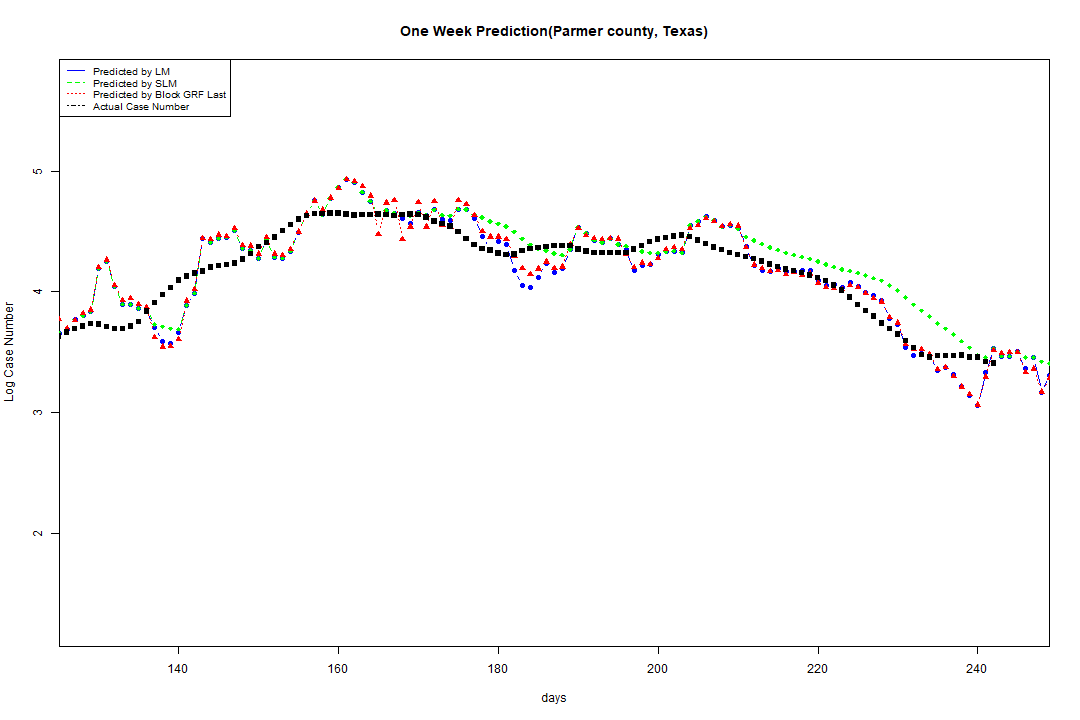 One Week Prediction(Parmer county, Texas)
Predicted by LM
Predicted by SLM
Predicted by Block GRF Last
Actual Case Number
5
4
3
2
Log Case Number
140 160 180 200 220 240
days